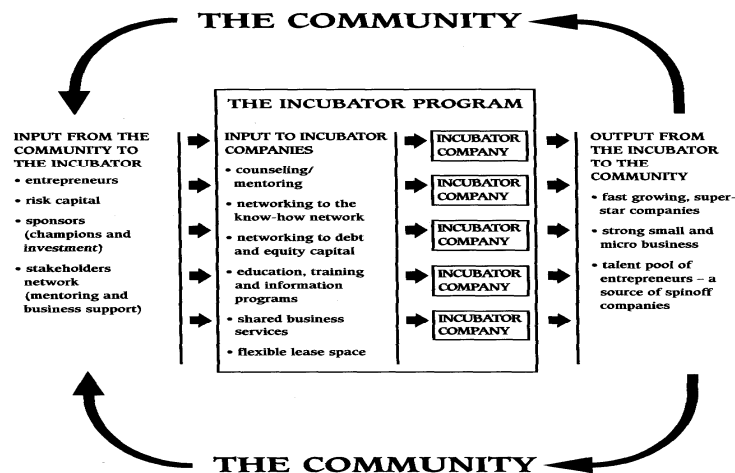 THE COMMUNITY
THE INCUBATOR PROGRAM
INPUT FROM THE
COMMUNITY TO
THE INCUBATOR
• entrepreneurs
• risk capital
• sponsors
(champions and
investment)
• stakeholders
network
(mentoring and
business support)
INPUT TO INCUBATOR
COMPANIES
• counseling/
mentoring
• networking to the
know-how network
• networking to debt
and equity capital
• education, training
and information
programs
• shared business
services
• flexible lease space
INCUBATOR
COMPANY
INCUBATOR
COMPANY
INCUBATOR
COMPANY
INCUBATOR
COMPANY
INCUBATOR
COMPANY
OUTPUT FROM
THE INCUBATOR
TO THE
COMMUNITY
• fast growing, super-
star companies
• strong small and
micro business
• talent pool of
entrepreneurs – a
source of spinoff
companies
THE COMMUNITY